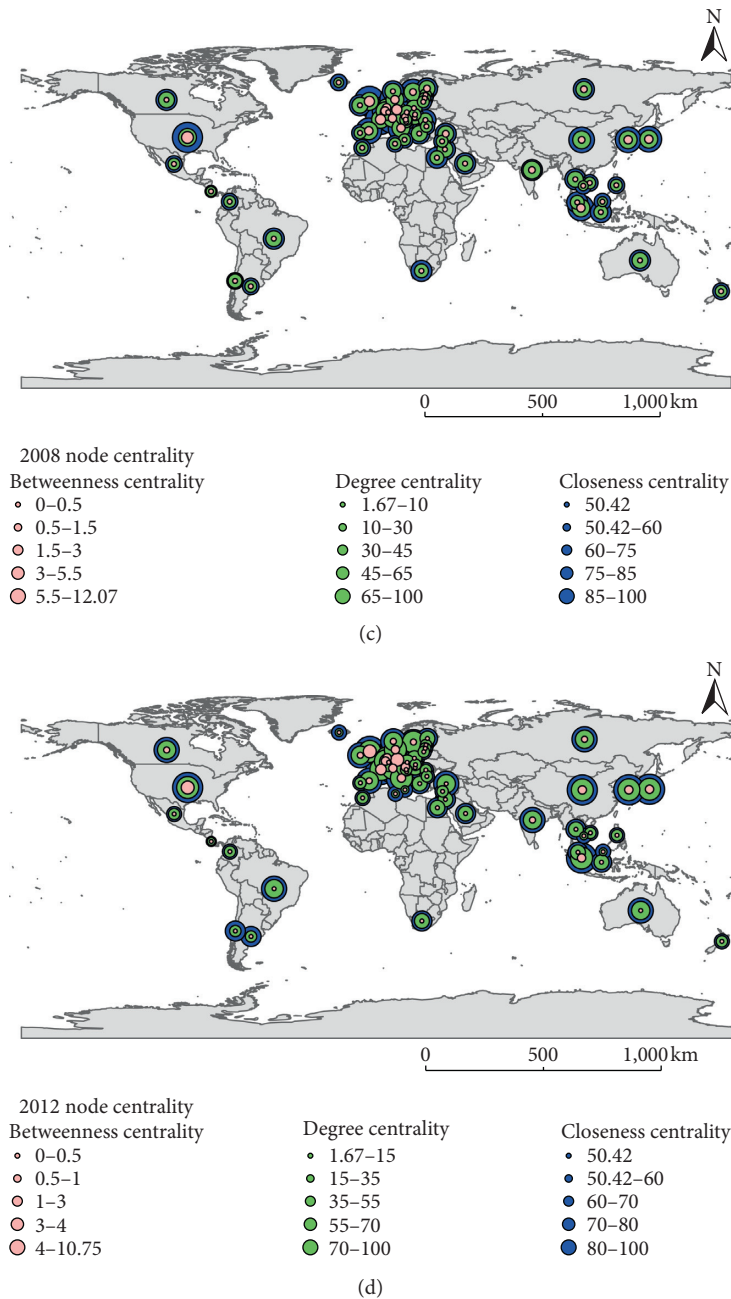 N
0 500 1,000 km
2008 node centrality
Betweenness centrality Degree centrality Closeness centrality
0–0.5 1.67–10 50.42
0.5–1.5 10–30 50.42–60
1.5–3 30–45 60–75
3–5.5 45–65 75–85
5.5–12.07 65–100 85–100
(c)
N
0 500 1,000 km
2012 node centrality
Betweenness centrality Degree centrality Closeness centrality
0–0.5 1.67–15 50.42
0.5–1 15–35 50.42–60
1–3 35–55 60–70
3–4 55–70 70–80
4–10.75 70–100 80–100
(d)